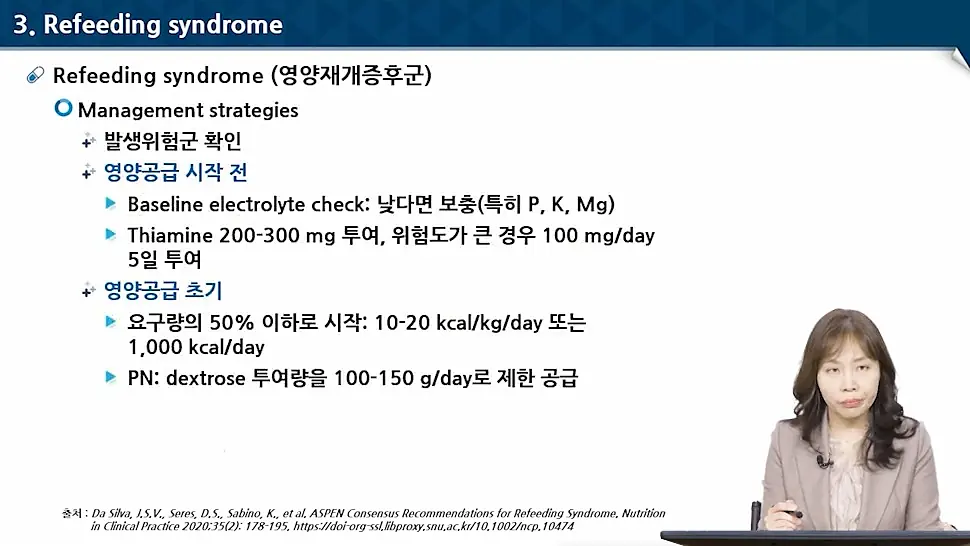 3. Refeeding syndrome
Refeeding syndrome (영양재개증후군)
Management strategies
발생위험군 확인
영양공급 시작 전
Baseline electrolyte check: 낮다면 보충(특히 P, K, Mg)
Thiamine 200-300 mg 투여, 위험도가 큰 경우 100 mg/day
5일 투여
영양공급 초기
요구량의 50% 이하로 시작: 10-20 kcal/kg/day 또는
1,000 kcal/day
PN: dextrose 투여량을 100-150 g/day로 제한 공급
출처 : Da Silva, J.S.V., Seres, D.S., Sabino, K., et al. ASPEN Consensus Recommendations for Refeeding Syndrome. Nutrition
in Clinical Practice 2020;35(2): 178-195, https://doi-org-ssl.libproxy.snu.ac.kr/10.1002/ncp.10474